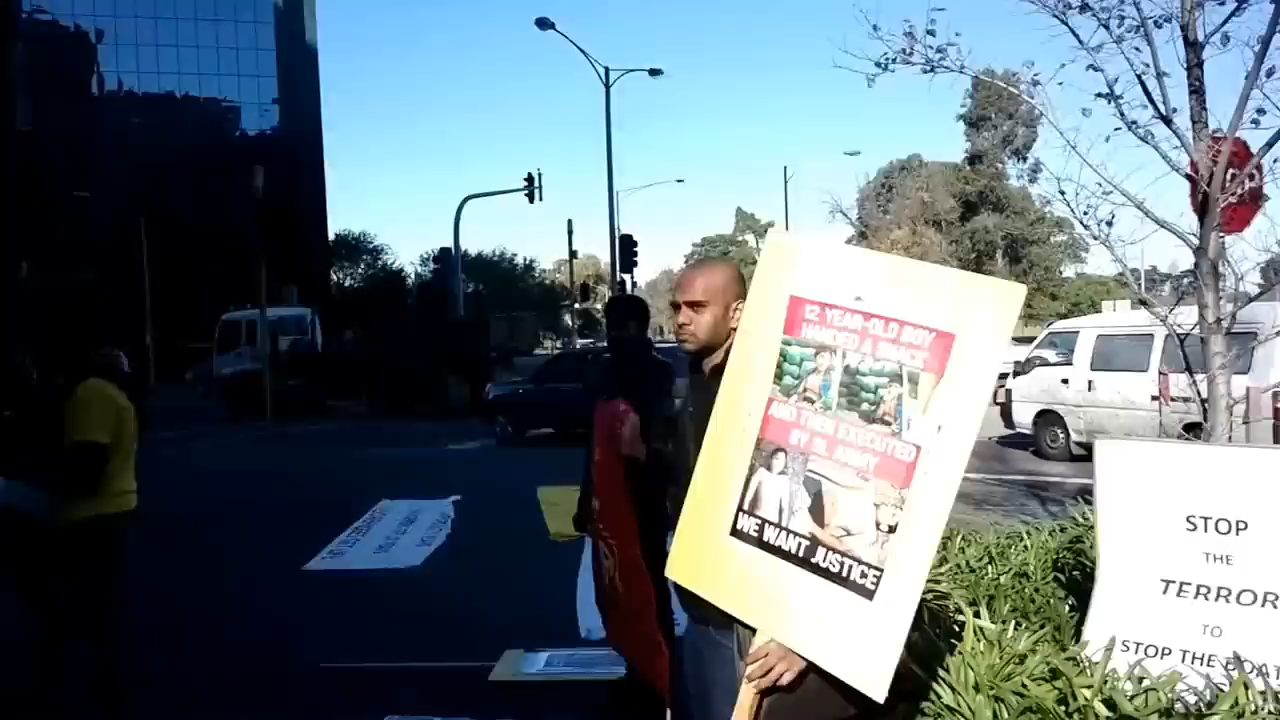 12 YEAR-OLD BOY
HANDED A SNACK
AND THEN EXECUTED
BY SL ARMY
WE WANT JUSTICE
STOP
THE
TERROR
TO
STOP THE BOAT